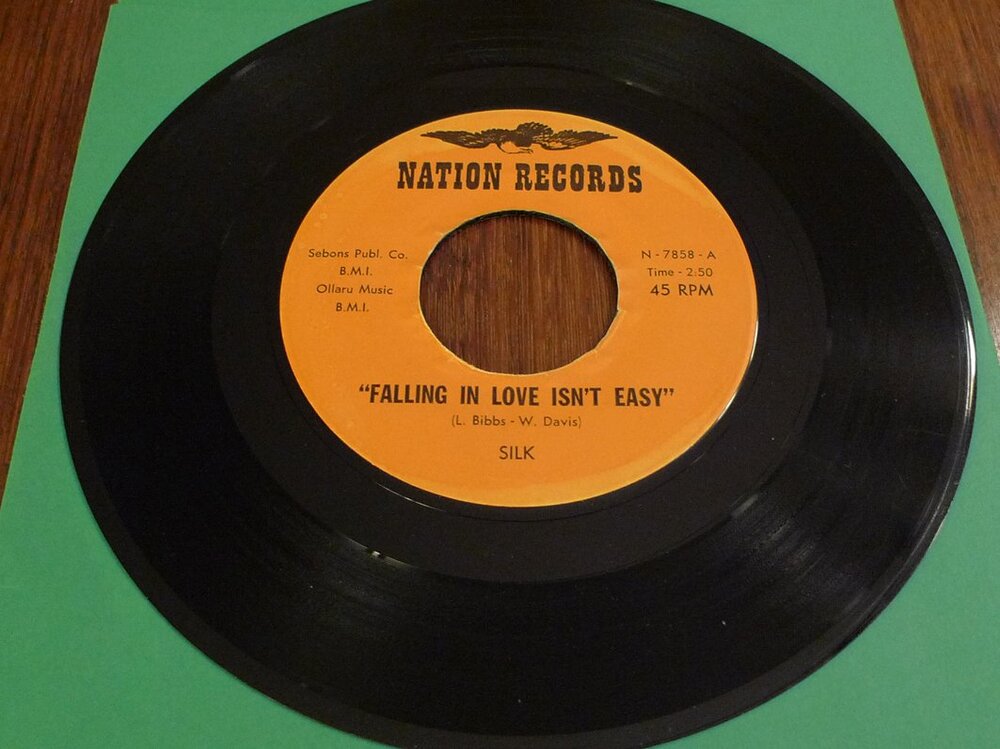 NATION RECORDS
Sebons Publ. Co.
B.M.I.
Ollaru Music
B.M.I.
N - 7858 - A
Time - 2:50
45 RPM
"FALLING IN LOVE ISN'T EASY"
(L. Bibbs - W. Davis)
SILK